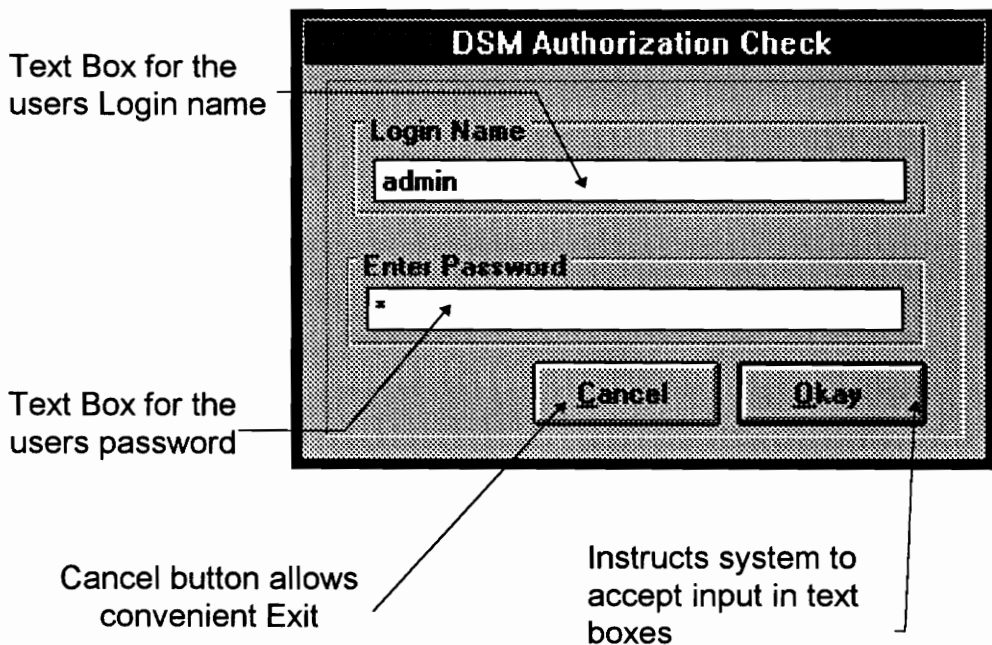 DSM Authorization Check
Text Box for the
users Login name
Login Name
admin
Enter Password
*
Text Box for the
users password
Cancel
Okay
Cancel button allows
convenient Exit
Instructs system to
accept input in text
boxes